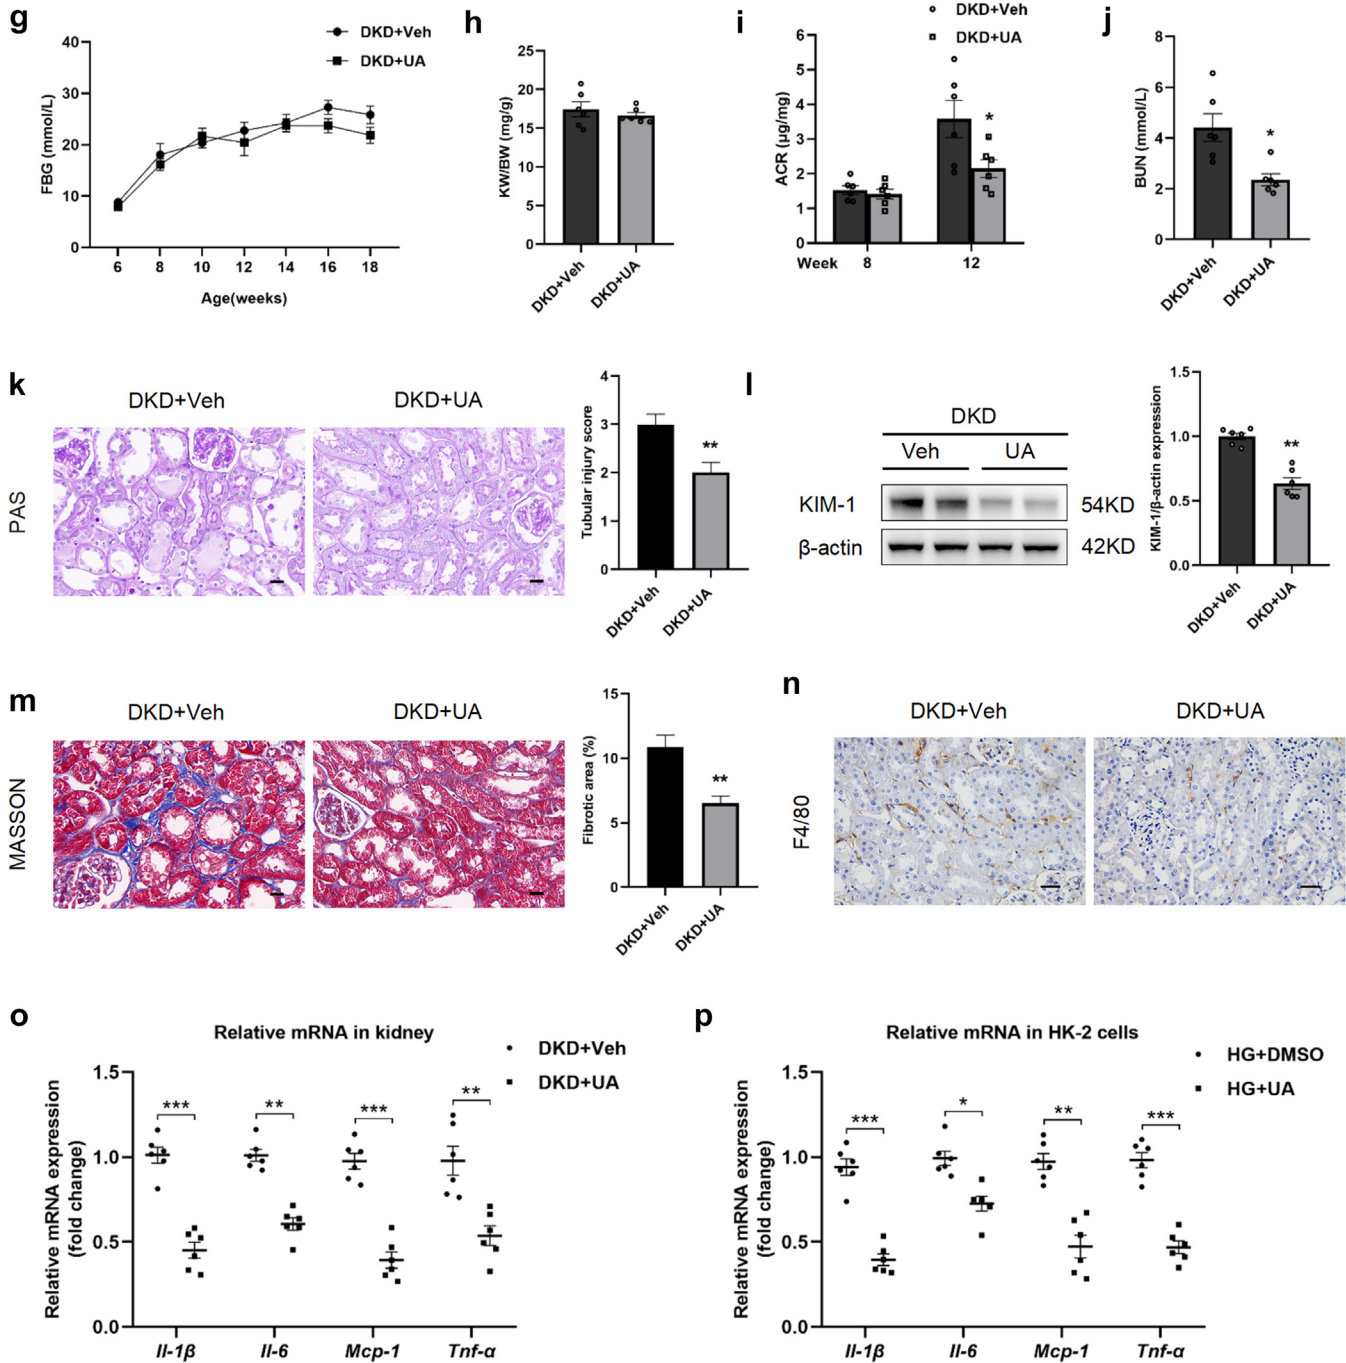 g
DKD+Veh
DKD+UA
FBG (mmol/L)
40
30
20
10
0
6 8 10 12 14 16 18
Age(weeks)
h
KW/BW (mg/g)
25
20
15
10
5
0
DKD+Veh
DKD+UA
i
DKD+Veh
DKD+UA
ACR (μg/mg)
6
5
4
3
2
1
0
*
Week 8 12
j
BUN (mmol/L)
8
6
4
2
0
*
DKD+Veh
DKD+UA
k
DKD+Veh DKD+UA
PAS
Tubular injury score
4
3
2
1
0
**
DKD+Veh
DKD+UA
l
DKD
Veh UA
KIM-1 54KD
β-actin 42KD
KIM-1/β-actin expression
1.5
1.0
0.5
0.0
**
DKD+Veh
DKD+UA
m
DKD+Veh DKD+UA
MASSON
Fibrotic area (%)
15
10
5
0
**
DKD+Veh
DKD+UA
n
DKD+Veh DKD+UA
F4/80
o
Relative mRNA in kidney
DKD+Veh
DKD+UA
Relative mRNA expression
(fold change)
1.5
1.0
0.5
0.0
*** ** *** **
Il-1β Il-6 Mcp-1 Tnf-α
p
Relative mRNA in HK-2 cells
HG+DMSO
HG+UA
Relative mRNA expression
(fold change)
1.5
1.0
0.5
0.0
*** * ** ***
Il-1β Il-6 Mcp-1 Tnf-α